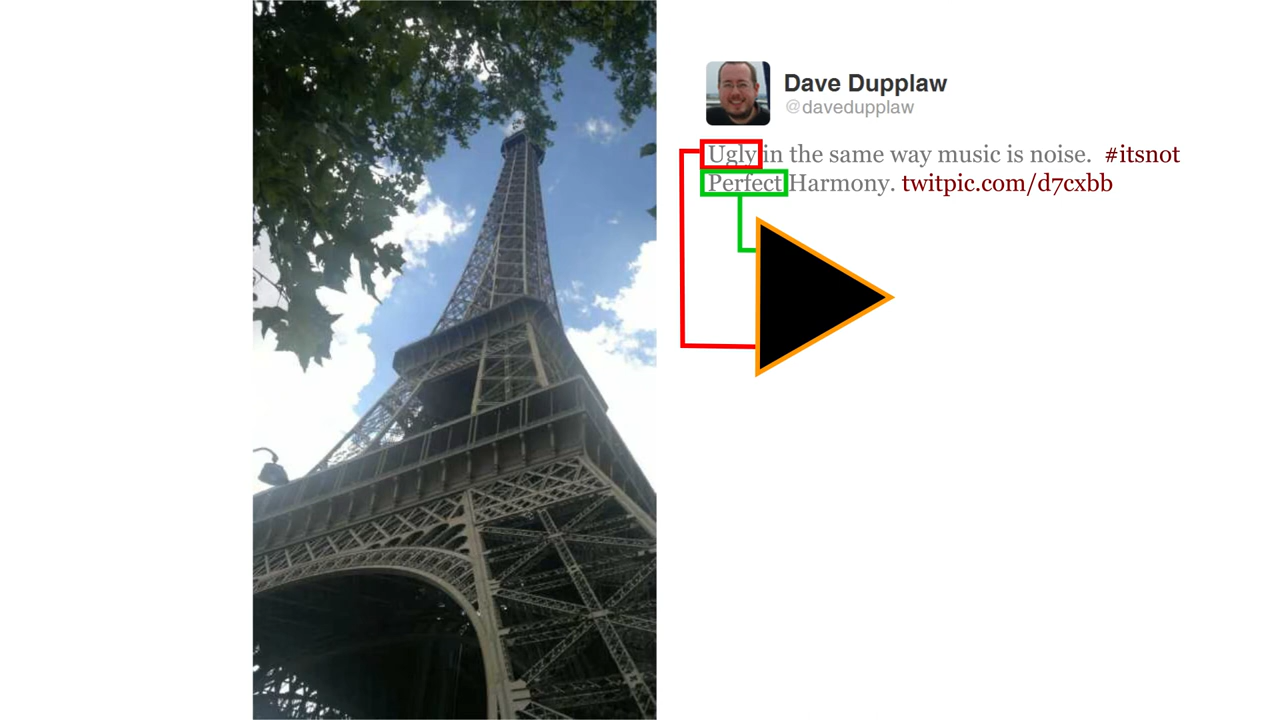 Dave Dupplaw
@davedupplaw
Ugly in the same way music is noise. #itsnot
Perfect Harmony. twitpic.com/d7cxbb